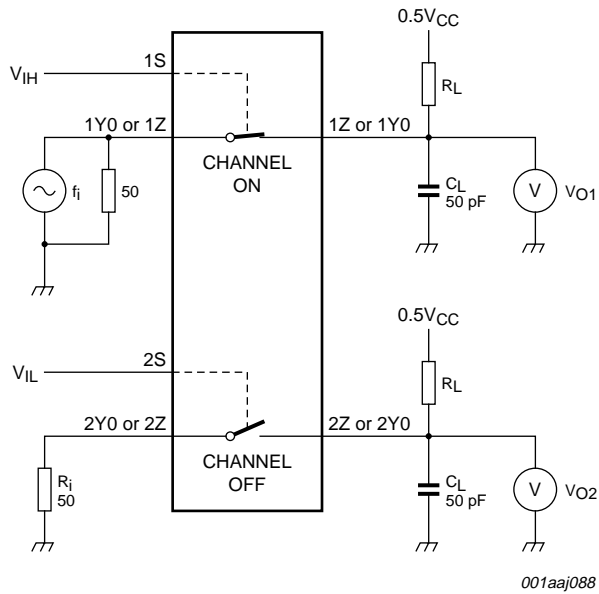 0.5VCC
1S
VIH
RL
1Y0 or 1Z
1Z or 1Y0
CHANNEL
ON
fi
50
CL
50 pF
V
VO1
0.5VCC
2S
VIL
RL
2Y0 or 2Z
2Z or 2Y0
CHANNEL
OFF
Ri
50
CL
50 pF
V
VO2
001aaj088